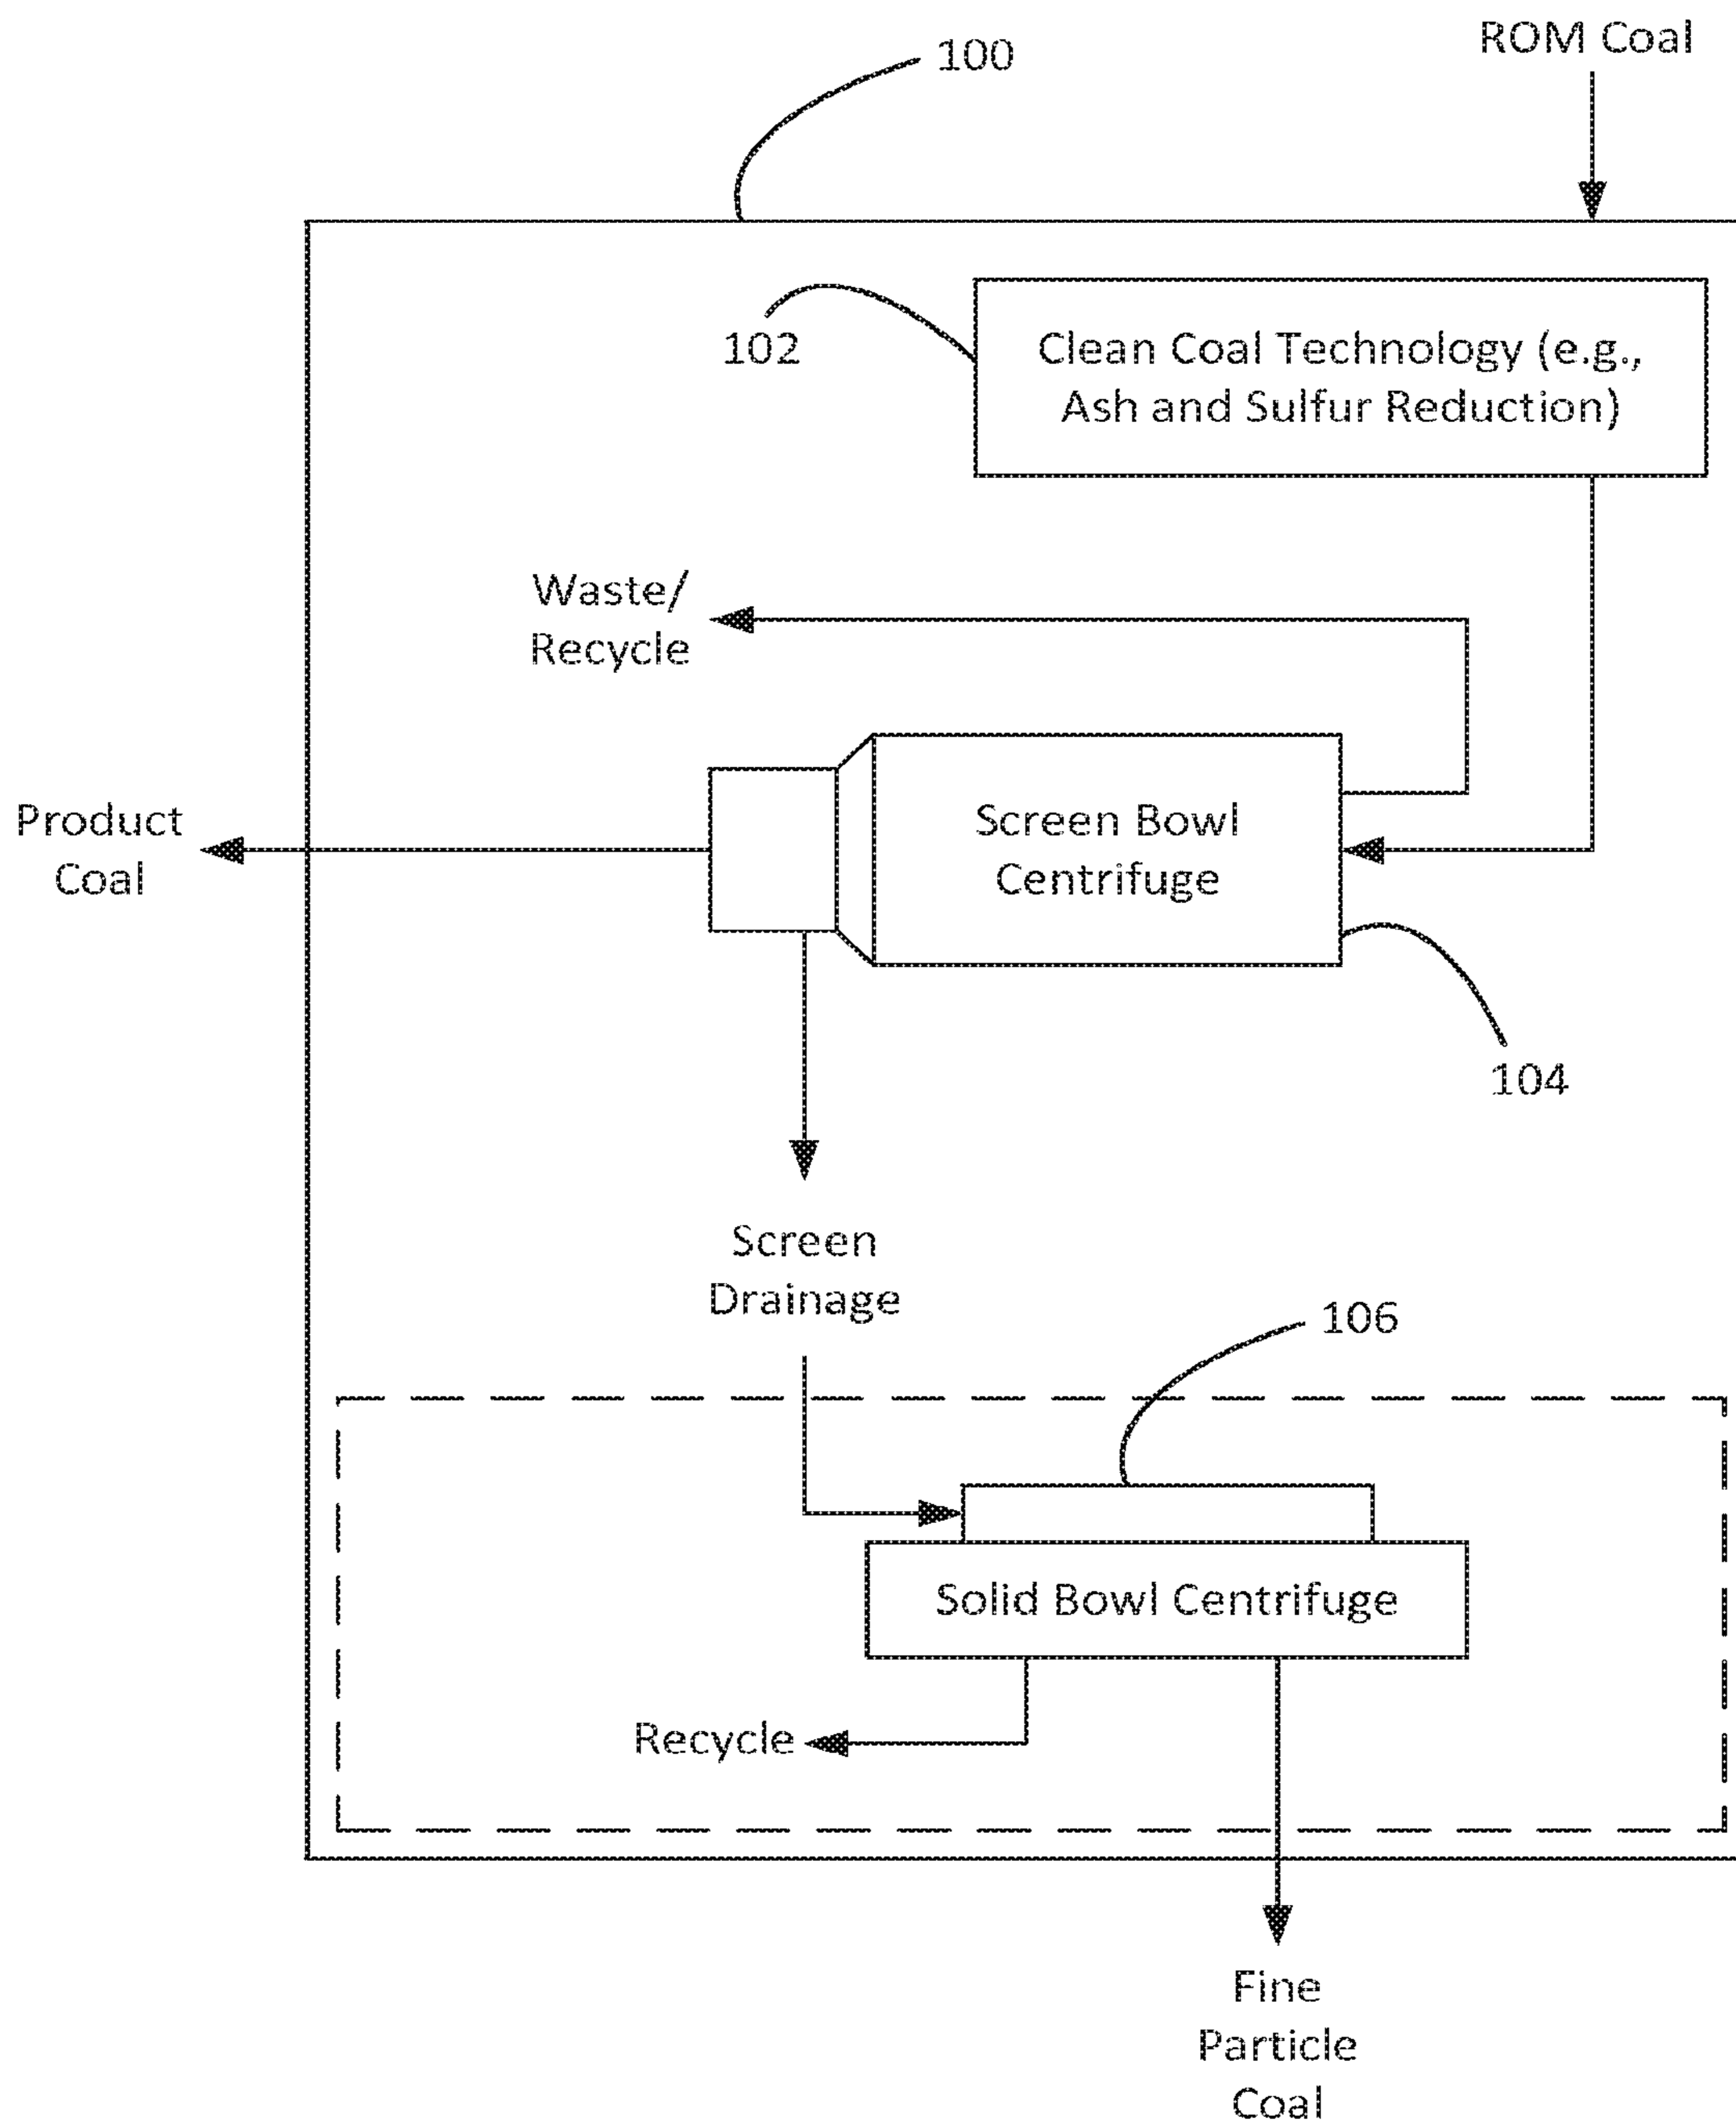 100
ROM Coal
102
Clean Coal Technology (e.g.,
Ash and Sulfur Reduction)
Waste/
Recycle
Product
Coal
Screen Bowl
Centrifuge
104
Screen
Drainage
106
Solid Bowl Centrifuge
Recycle
Fine
Particle
Coal